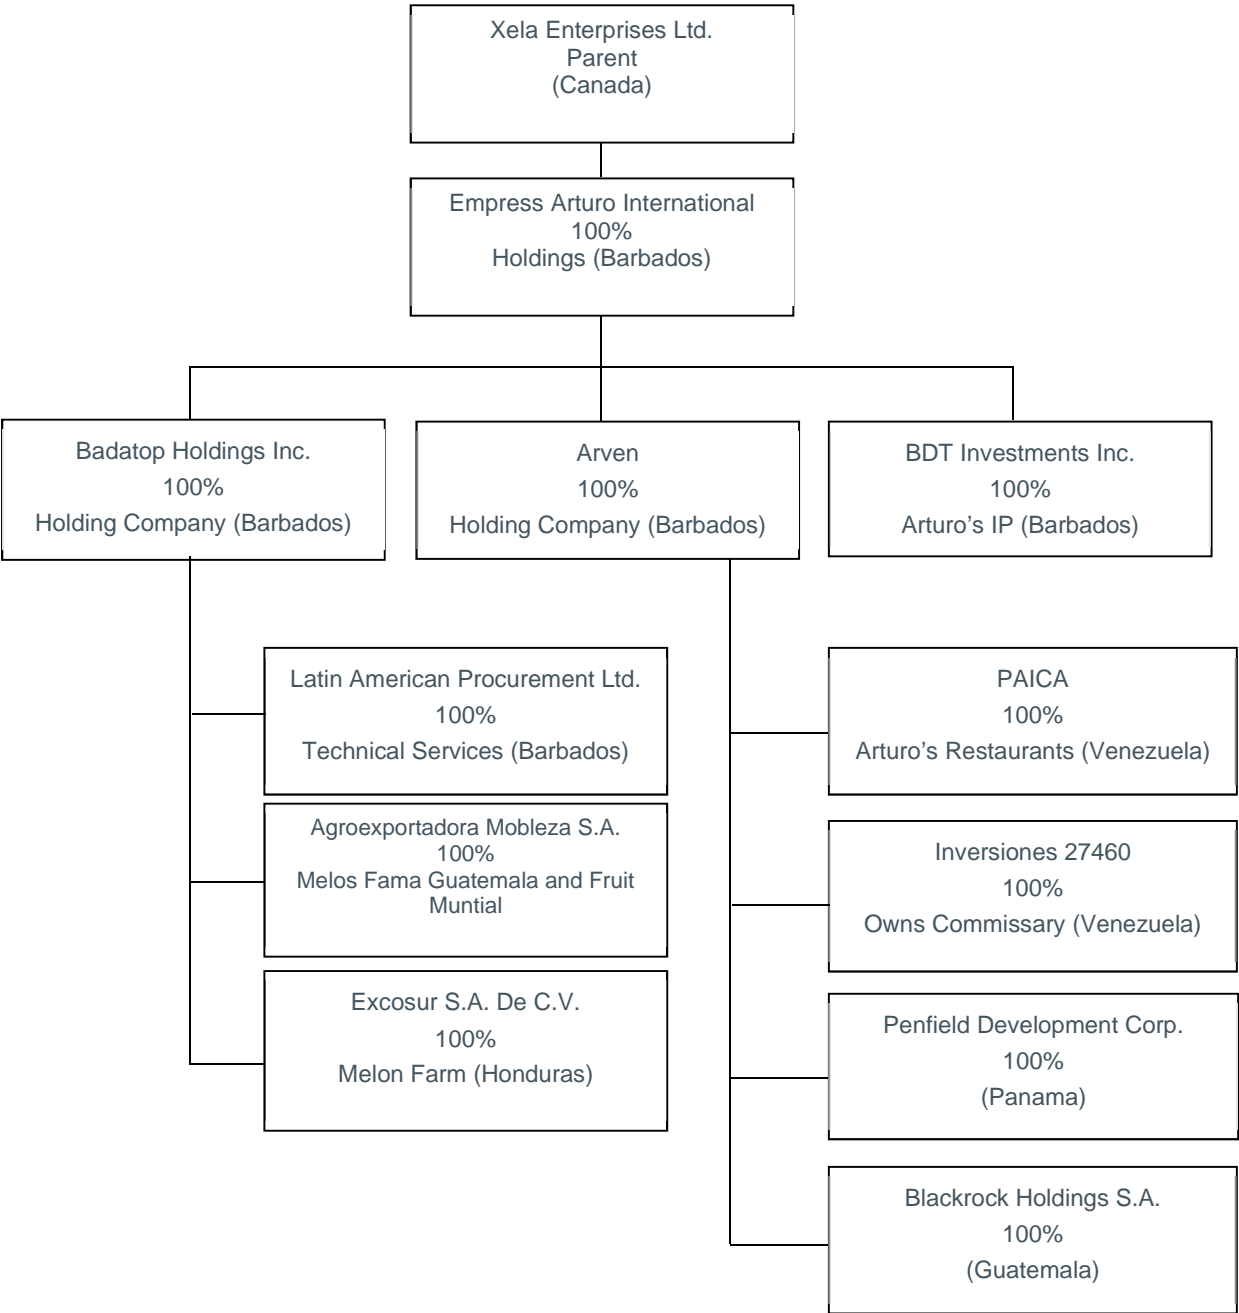 Xela Enterprises Ltd.
Parent
(Canada)
Empress Arturo International
100%
Holdings (Barbados)
Badatop Holdings Inc.
100%
Holding Company (Barbados)
Arven
100%
Holding Company (Barbados)
BDT Investments Inc.
100%
Arturo’s IP (Barbados)
Latin American Procurement Ltd.
100%
Technical Services (Barbados)
Agroexportadora Mobleza S.A.
100%
Melos Fama Guatemala and Fruit
Muntial
Excosur S.A. De C.V.
100%
Melon Farm (Honduras)
PAICA
100%
Arturo’s Restaurants (Venezuela)
Inversiones 27460
100%
Owns Commissary (Venezuela)
Penfield Development Corp.
100%
(Panama)
Blackrock Holdings S.A.
100%
(Guatemala)